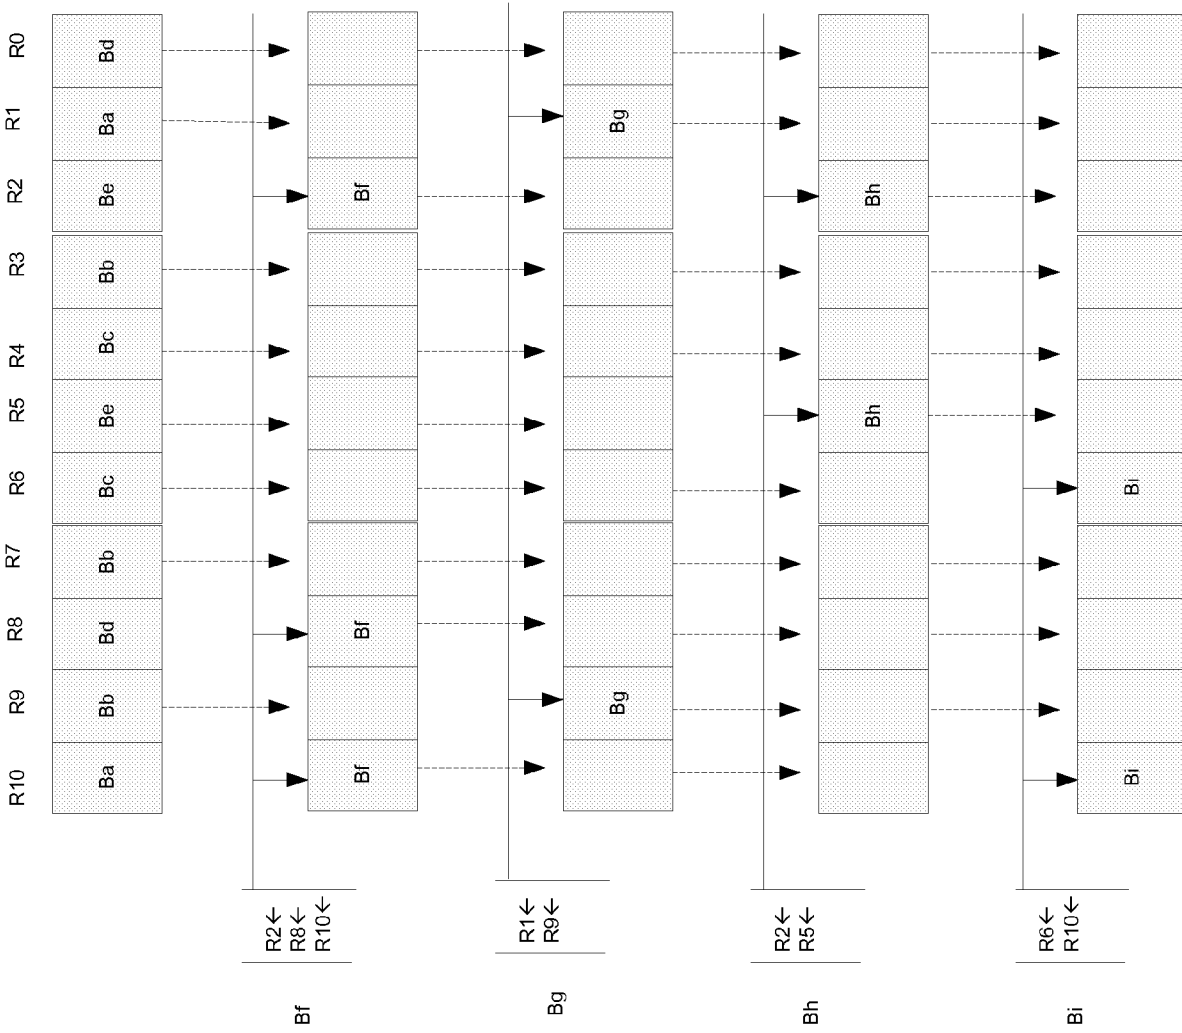 R10 R9 R8 R7 R6 R5 R4 R3 R2 R1 R0
Ba Bb Bd Bb Bc Be Bc Bb Be Ba Bd
R2←
Bf R8←
R10←
Bf Bf Bf
R1←
Bg R9←
Bg Bg
R2←
Bh R5←
Bh Bh
R6←
Bi R10←
Bi Bi